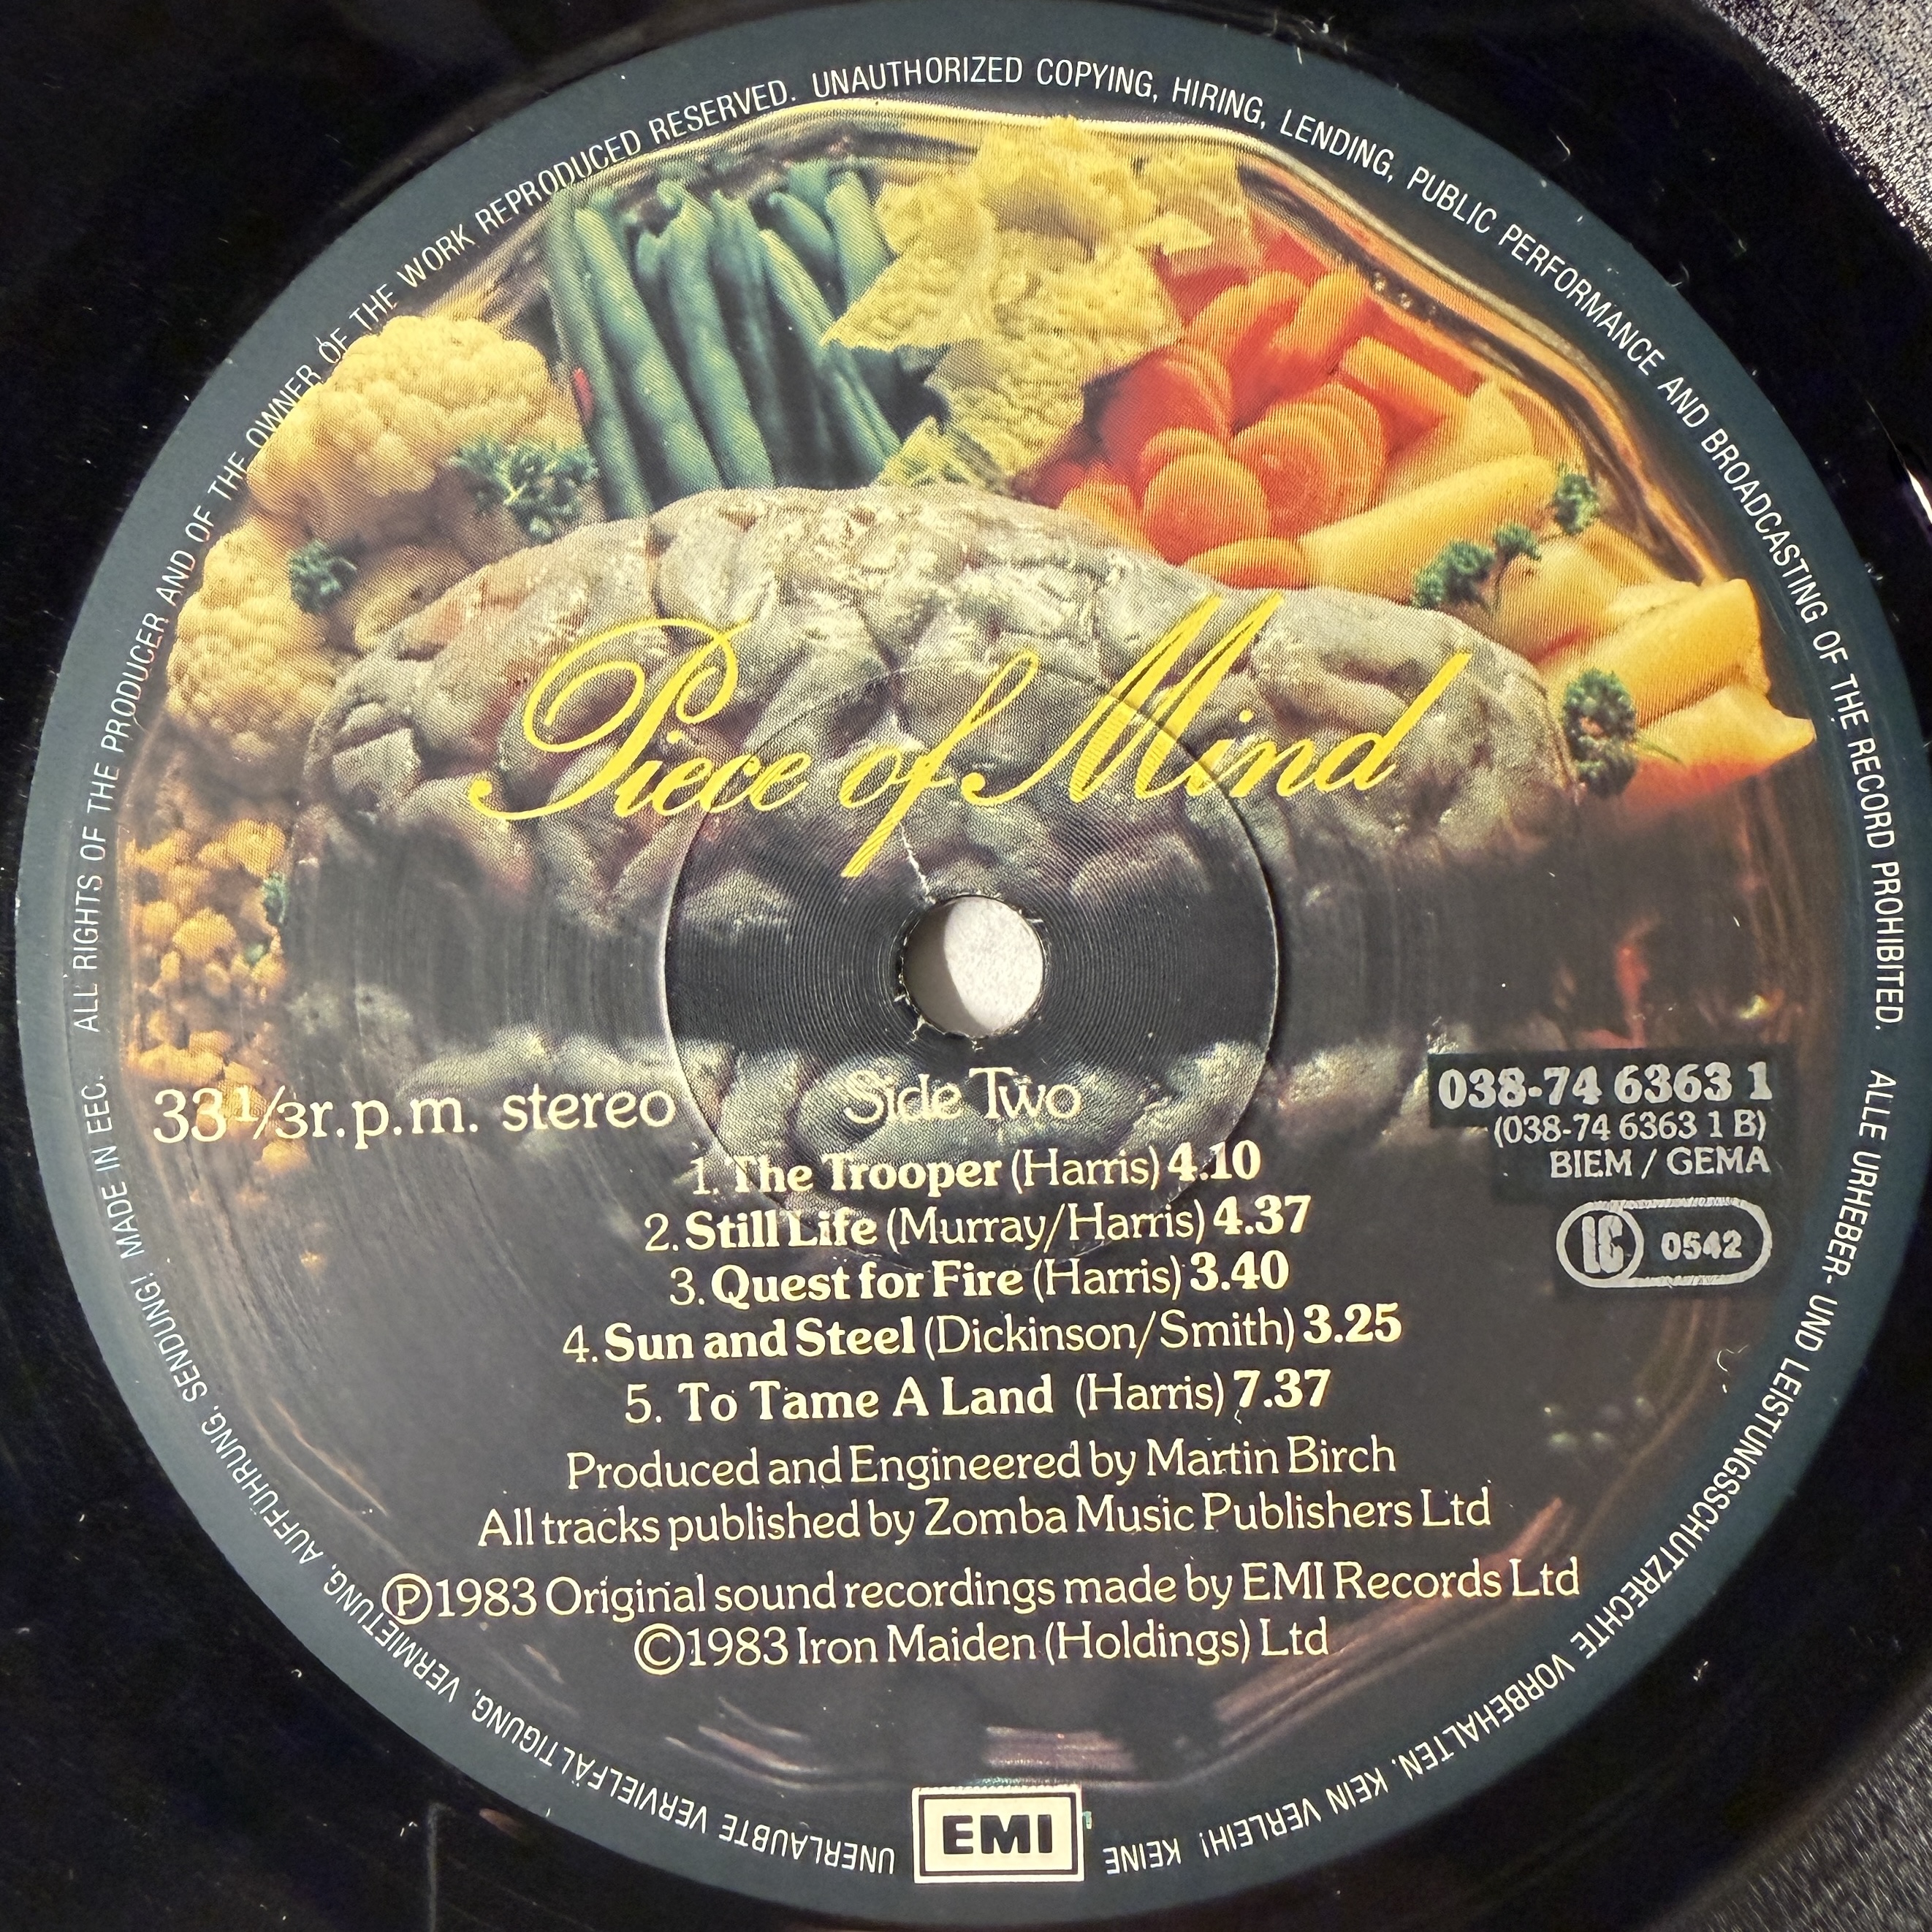 ALL RIGHTS OF THE PRODUCER AND OF THE OWNER OF THE WORK REPRODUCED RESERVED. UNAUTHORIZED COPYING, HIRING, LENDING, PUBLIC PERFORMANCE AND BROADCASTING OF THE RECORD PROHIBITED.
Piece of Mind
33⅓r.p.m. stereo
Side Two
038-74 6363 1
(038-74 6363 1 B)
BIEM / GEMA
LC 0542
1. The Trooper (Harris) 4.10
2. Still Life (Murray/Harris) 4.37
3. Quest for Fire (Harris) 3.40
4. Sun and Steel (Dickinson/Smith) 3.25
5. To Tame A Land (Harris) 7.37
Produced and Engineered by Martin Birch
All tracks published by Zomba Music Publishers Ltd
Ⓟ1983 Original sound recordings made by EMI Records Ltd
©1983 Iron Maiden (Holdings) Ltd
EMI
ALLE URHEBER- UND LEISTUNGSSCHUTZRECHTE VORBEHALTEN. KEIN VERLEIH! KEINE UNERLAUBTE VERVIELFÄLTIGUNG, VERMIETUNG, AUFFÜHRUNG, SENDUNG! MADE IN EEC.